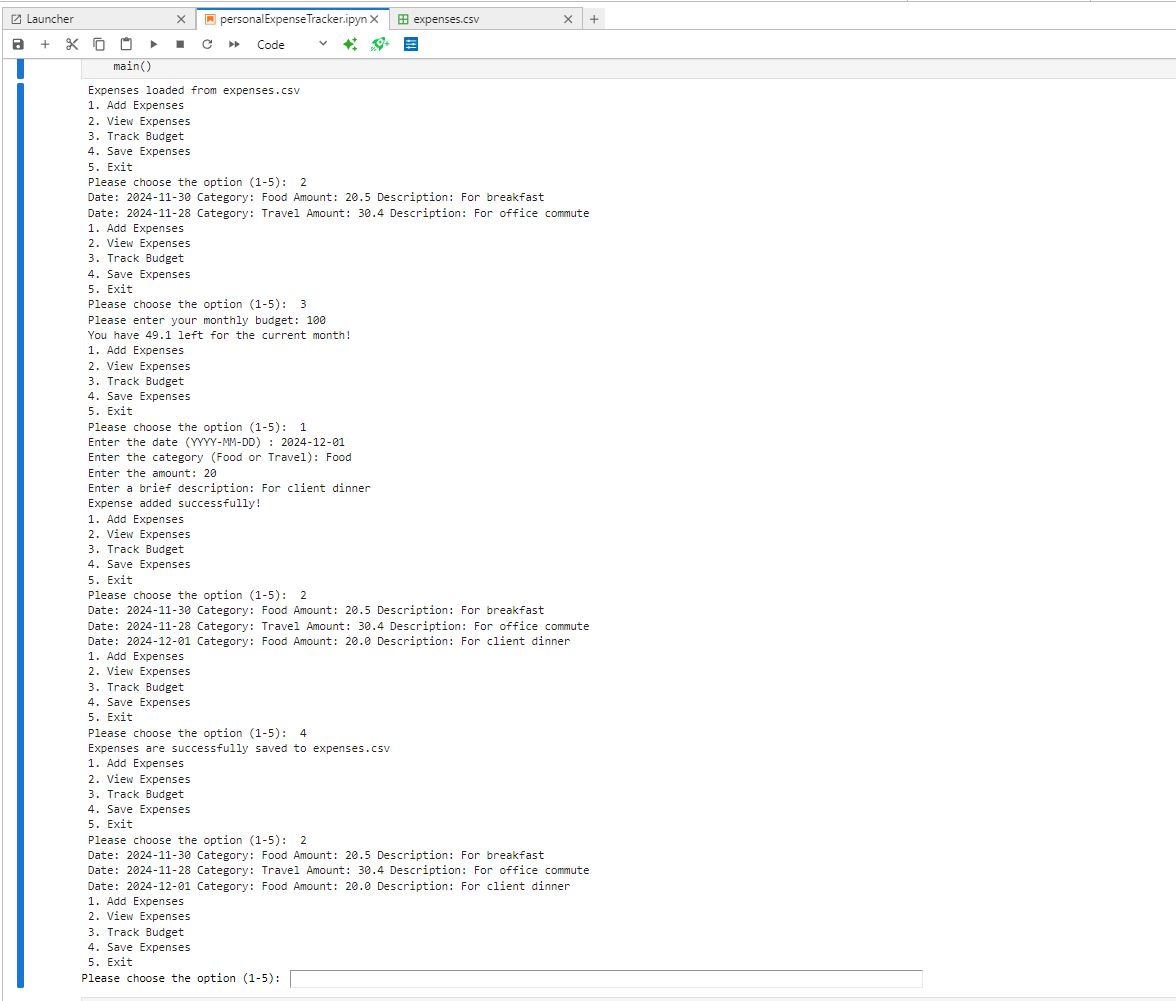 Launcher
personalExpenseTracker.ipyn
expenses.csv
Code
main()
Expenses loaded from expenses.csv
1. Add Expenses
2. View Expenses
3. Track Budget
4. Save Expenses
5. Exit
Please choose the option (1-5):  2
Date: 2024-11-30 Category: Food Amount: 20.5 Description: For breakfast
Date: 2024-11-28 Category: Travel Amount: 30.4 Description: For office commute
1. Add Expenses
2. View Expenses
3. Track Budget
4. Save Expenses
5. Exit
Please choose the option (1-5):  3
Please enter your monthly budget: 100
You have 49.1 left for the current month!
1. Add Expenses
2. View Expenses
3. Track Budget
4. Save Expenses
5. Exit
Please choose the option (1-5):  1
Enter the date (YYYY-MM-DD) : 2024-12-01
Enter the category (Food or Travel): Food
Enter the amount: 20
Enter a brief description: For client dinner
Expense added successfully!
1. Add Expenses
2. View Expenses
3. Track Budget
4. Save Expenses
5. Exit
Please choose the option (1-5):  2
Date: 2024-11-30 Category: Food Amount: 20.5 Description: For breakfast
Date: 2024-11-28 Category: Travel Amount: 30.4 Description: For office commute
Date: 2024-12-01 Category: Food Amount: 20.0 Description: For client dinner
1. Add Expenses
2. View Expenses
3. Track Budget
4. Save Expenses
5. Exit
Please choose the option (1-5):  4
Expenses are successfully saved to expenses.csv
1. Add Expenses
2. View Expenses
3. Track Budget
4. Save Expenses
5. Exit
Please choose the option (1-5):  2
Date: 2024-11-30 Category: Food Amount: 20.5 Description: For breakfast
Date: 2024-11-28 Category: Travel Amount: 30.4 Description: For office commute
Date: 2024-12-01 Category: Food Amount: 20.0 Description: For client dinner
1. Add Expenses
2. View Expenses
3. Track Budget
4. Save Expenses
5. Exit
Please choose the option (1-5):